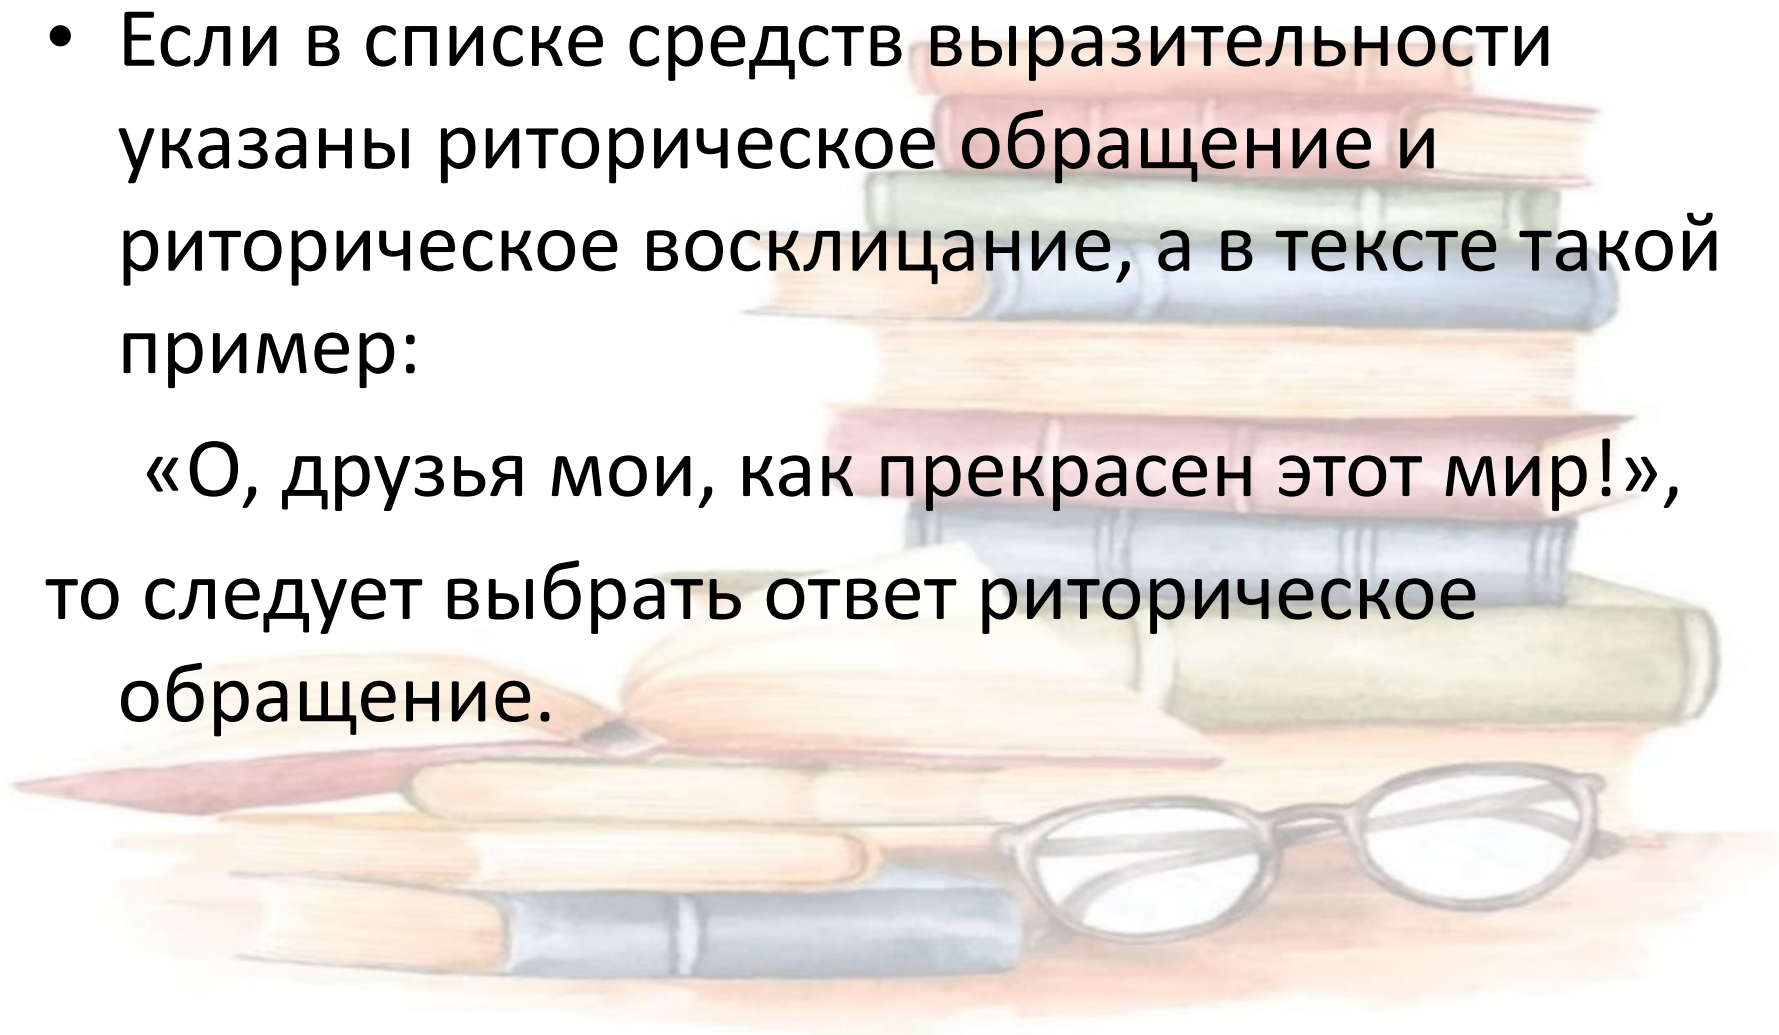 • Если в списке средств выразительности
указаны риторическое обращение и
риторическое восклицание, а в тексте такой
пример:
«О, друзья мои, как прекрасен этот мир!»,
то следует выбрать ответ риторическое
обращение.